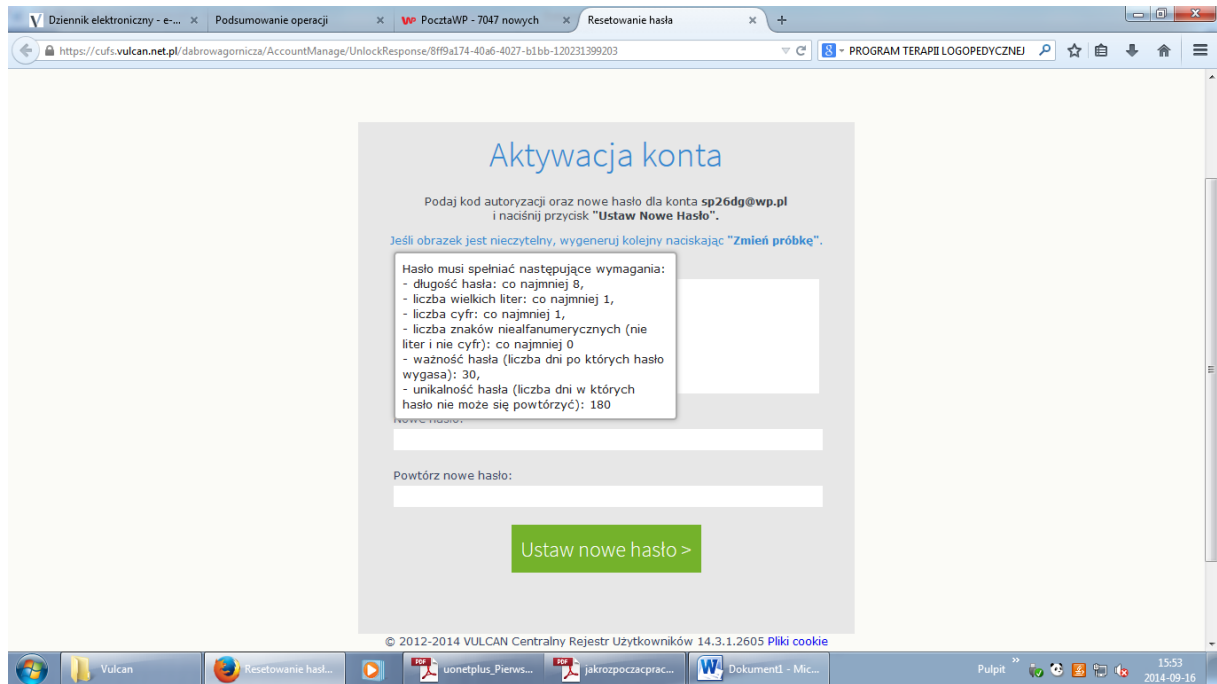 Dziennik elektroniczny - e-...
Podsumowanie operacji
WP PocztaWP - 7047 nowych
Resetowanie hasła
https://cufs.vulcan.net.pl/dabrowagornicza/AccountManage/UnlockResponse/8ff9a174-40a6-4027-b1bb-120231399203
PROGRAM TERAPII LOGOPEDYCZNEJ
Aktywacja konta
Podaj kod autoryzacji oraz nowe hasło dla konta sp26dg@wp.pl
i naciśnij przycisk "Ustaw Nowe Hasło".
Jeśli obrazek jest nieczytelny, wygeneruj kolejny naciskając "Zmień próbkę".
Hasło musi spełniać następujące wymagania:
- długość hasła: co najmniej 8,
- liczba wielkich liter: co najmniej 1,
- liczba cyfr: co najmniej 1,
- liczba znaków niealfanumerycznych (nie
liter i nie cyfr): co najmniej 0
- ważność hasła (liczba dni po których hasło
wygasa): 30,
- unikalność hasła (liczba dni w których
hasło nie może się powtórzyć): 180
Nowe hasło:
Powtórz nowe hasło:
Ustaw nowe hasło >
© 2012-2014 VULCAN Centralny Rejestr Użytkowników 14.3.1.2605 Pliki cookie
Vulcan
Resetowanie hasł...
uonetplus_Pierws...
jakrozpoczacprac...
Dokument1 - Mic...
Pulpit
15:53
2014-09-16